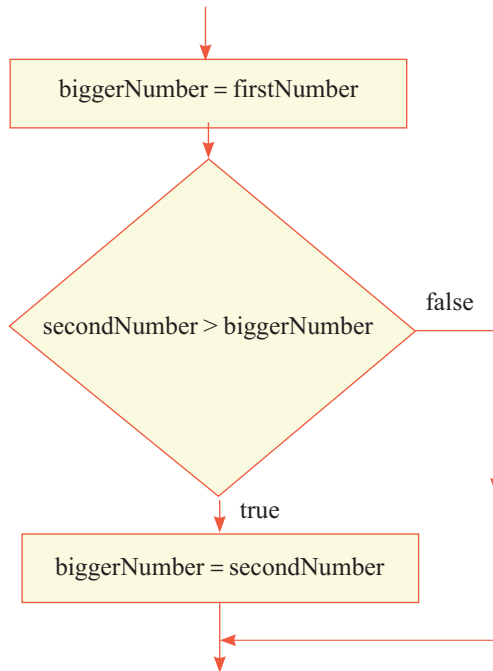 biggerNumber = firstNumber
secondNumber > biggerNumber
false
true
biggerNumber = secondNumber